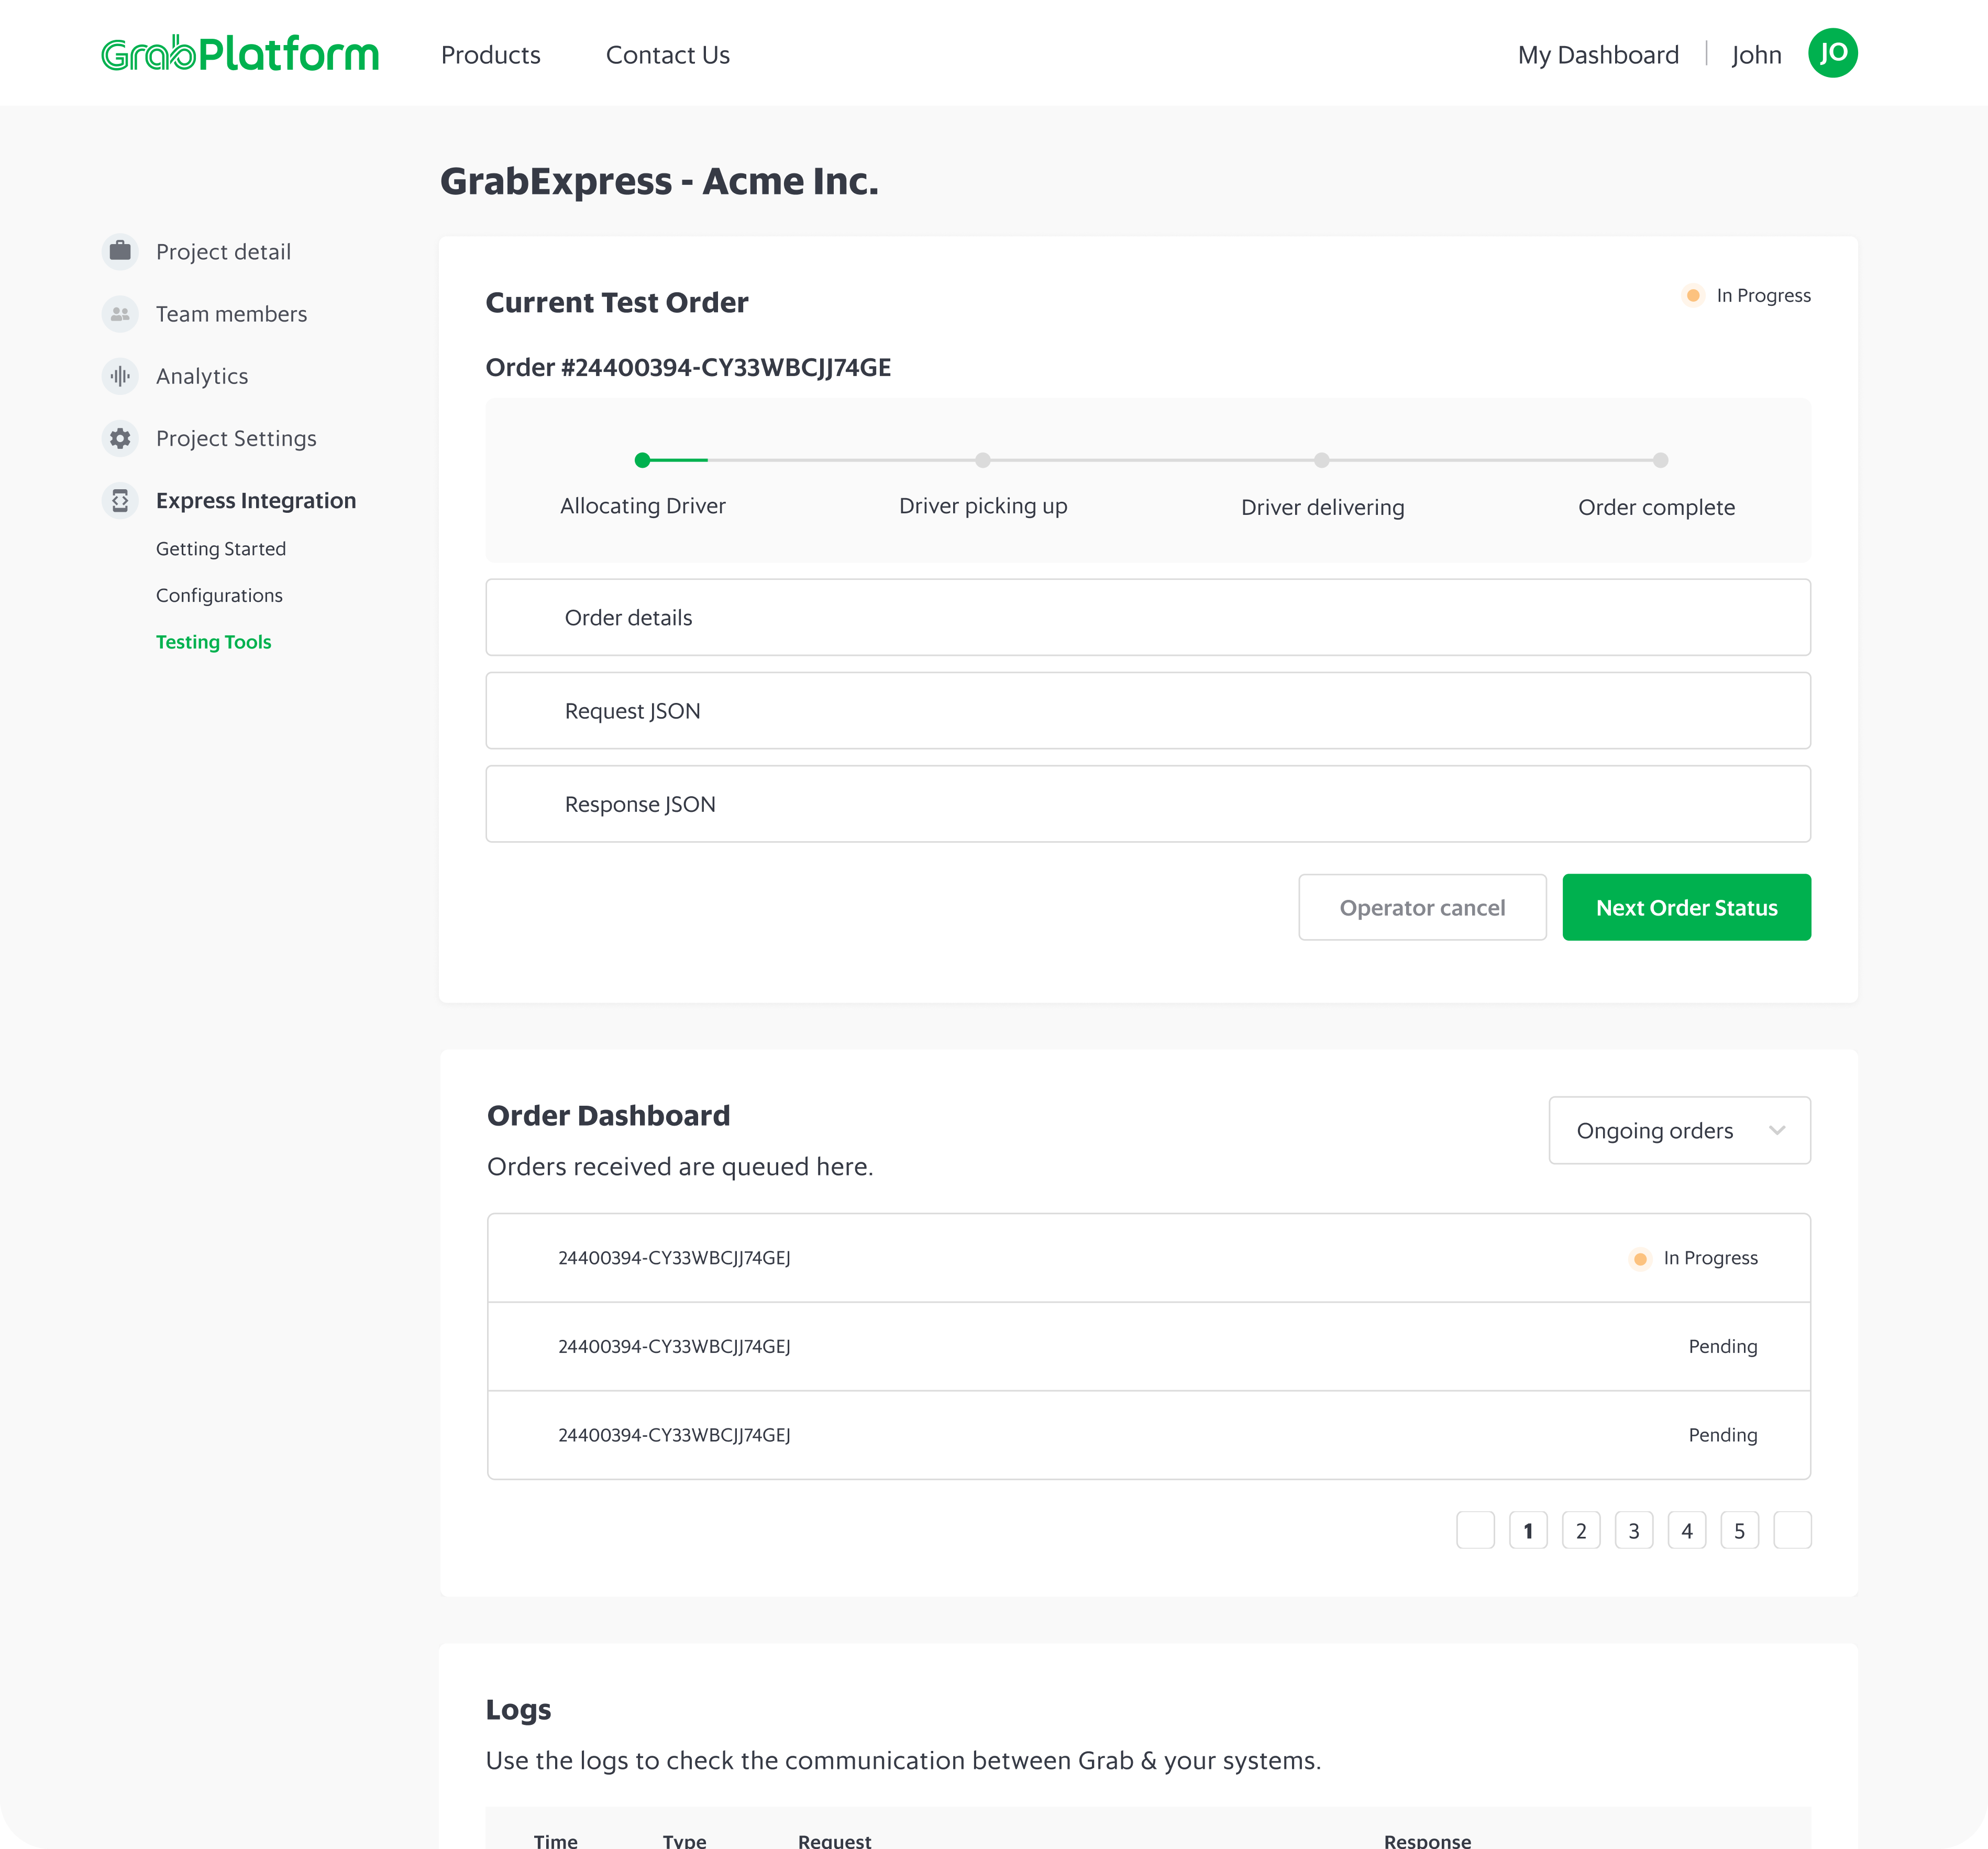 GrabPlatform Products Contact Us My Dashboard John JO
GrabExpress - Acme Inc.
Project detail
Team members
Analytics
Project Settings
Express Integration
Getting Started
Configurations
Testing Tools
Current Test Order In Progress
Order #24400394-CY33WBCJJ74GE
Allocating Driver Driver picking up Driver delivering Order complete
Order details
Request JSON
Response JSON
Operator cancel Next Order Status
Order Dashboard Ongoing orders
Orders received are queued here.
24400394-CY33WBCJJ74GEJ In Progress
24400394-CY33WBCJJ74GEJ Pending
24400394-CY33WBCJJ74GEJ Pending
1 2 3 4 5
Logs
Use the logs to check the communication between Grab & your systems.
Time Type Request Response